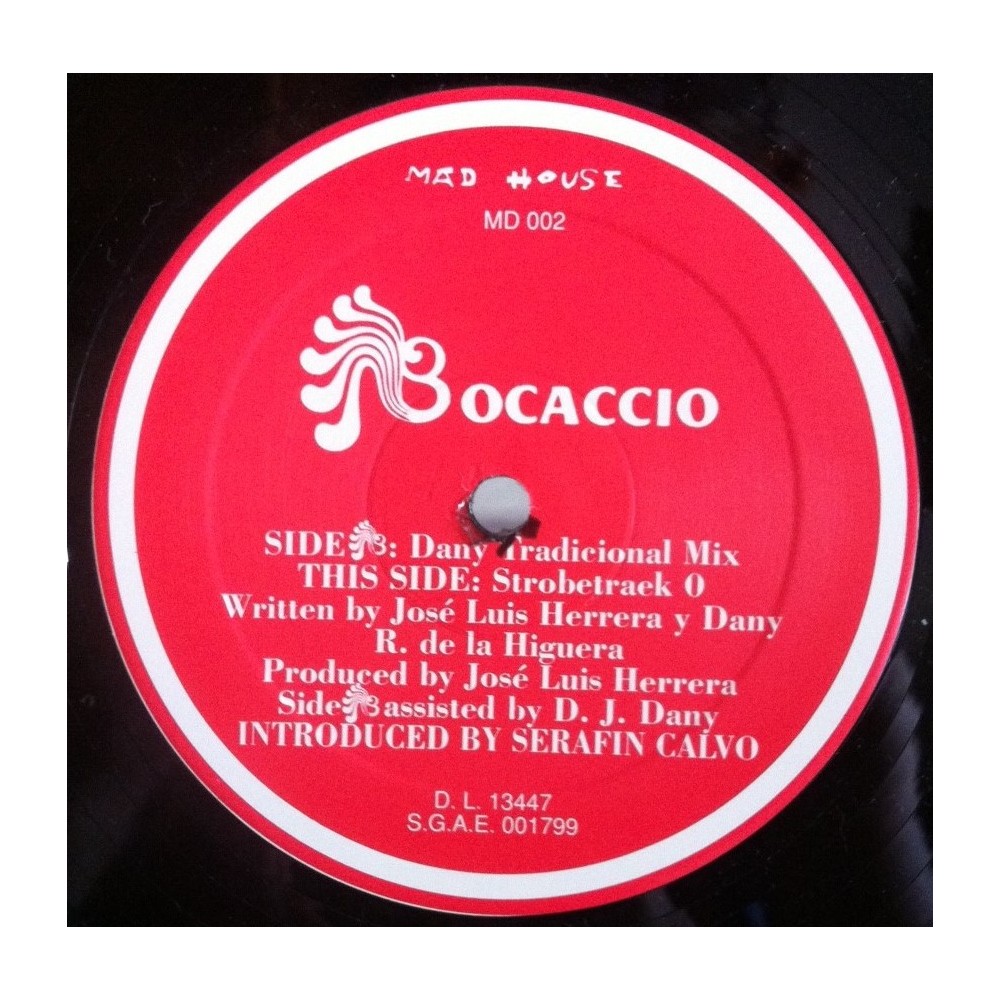 MAD HOUSE
MD 002
BOCACCIO
SIDE B: Dany Tradicional Mix
THIS SIDE: Strobetraek 0
Written by José Luis Herrera y Dany
R. de la Higuera
Produced by José Luis Herrera
Side B assisted by D. J. Dany
INTRODUCED BY SERAFIN CALVO
D. L. 13447
S.G.A.E. 001799